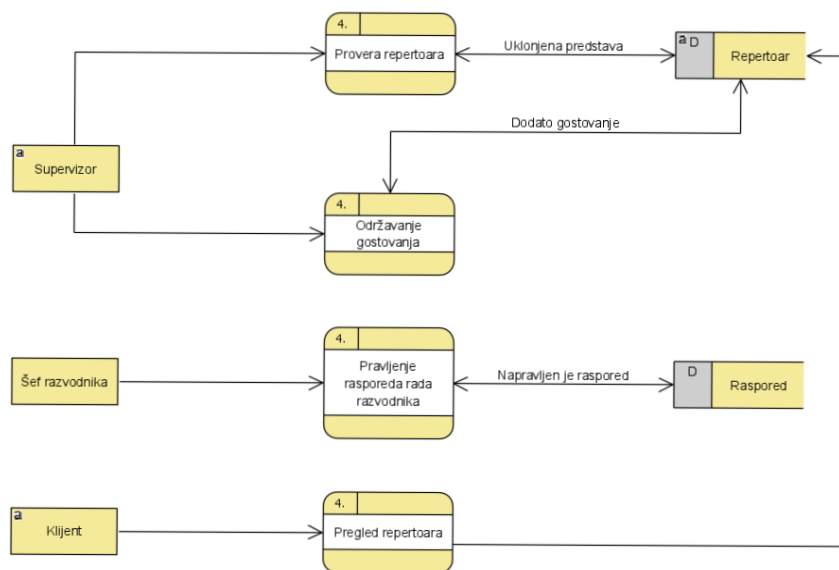 4.
Provera repertoara
Uklonjena predstava
a D
Repertoar
Dodato gostovanje
a
Supervizor
4.
Održavanje
gostovanja
4.
Šef razvodnika
Pravljenje
rasporeda rada
razvodnika
Napravljen je raspored
D
Raspored
a
Klijent
4.
Pregled repertoara